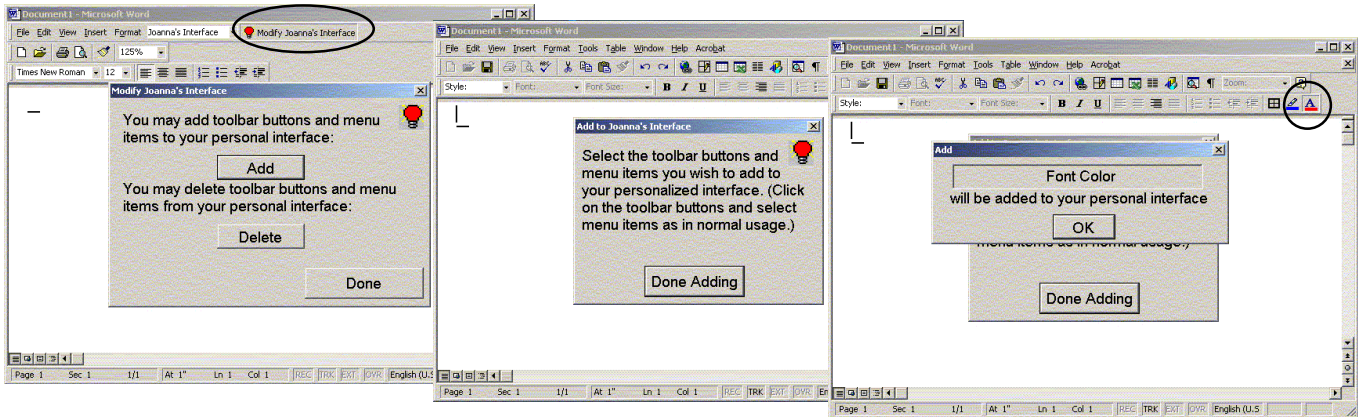 Document1 - Microsoft Word
File Edit View Insert Format Joanna's Interface Modify Joanna's Interface
125%
Times New Roman 12
Modify Joanna's Interface
You may add toolbar buttons and menu
items to your personal interface:
Add
You may delete toolbar buttons and menu
items from your personal interface:
Delete
Done
Page 1 Sec 1 1/1 At 1" Ln 1 Col 1 REC TRK EXT OVR English (U.S
Document1 - Microsoft Word
File Edit View Insert Format Tools Table Window Help Acrobat
Style: Font: Font Size: B I U
Add to Joanna's Interface
Select the toolbar buttons and
menu items you wish to add to
your personalized interface. (Click
on the toolbar buttons and select
menu items as in normal usage.)
Done Adding
Page 1 Sec 1 1/1 At 1" Ln 1 Col 1 REC TRK EXT OVR En
Document1 - Microsoft Word
File Edit View Insert Format Tools Table Window Help Acrobat
Zoom:
Style: Font: Font Size: B I U A
Add
Font Color
will be added to your personal interface
OK
menu items as in normal usage.)
Done Adding
Page 1 Sec 1 1/1 At 1" Ln 1 Col 1 REC TRK EXT OVR English (U.S